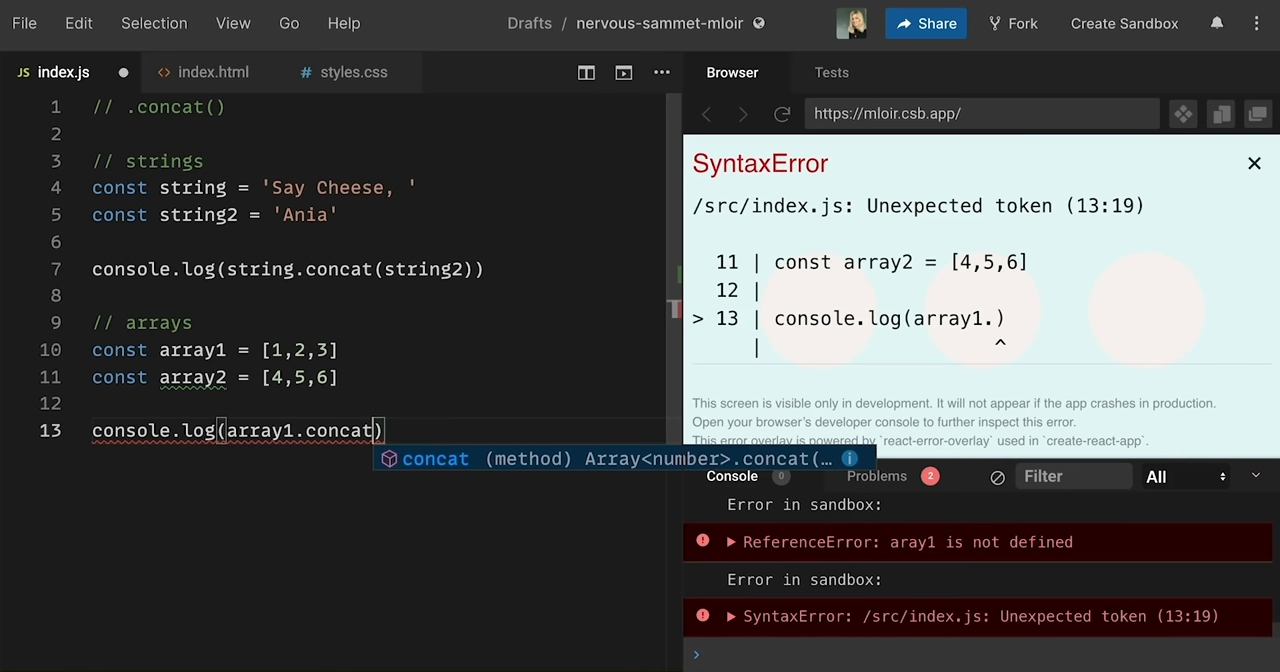 File Edit Selection View Go Help Drafts / nervous-sammet-mloir Share Fork Create Sandbox
JS index.js <> index.html # styles.css
1 // .concat()
2
3 // strings
4 const string = 'Say Cheese, '
5 const string2 = 'Ania'
6
7 console.log(string.concat(string2))
8
9 // arrays
10 const array1 = [1,2,3]
11 const array2 = [4,5,6]
12
13 console.log(array1.concat)
concat (method) Array<number>.concat(…
Browser Tests
https://mloir.csb.app/
SyntaxError
/src/index.js: Unexpected token (13:19)
11 | const array2 = [4,5,6]
12 |
> 13 | console.log(array1.)
| ^
This screen is visible only in development. It will not appear if the app crashes in production.
Open your browser’s developer console to further inspect this error.
This error overlay is powered by `react-error-overlay` used in `create-react-app`.
Console 0 Problems 2 Filter All
Error in sandbox:
ReferenceError: aray1 is not defined
Error in sandbox:
SyntaxError: /src/index.js: Unexpected token (13:19)